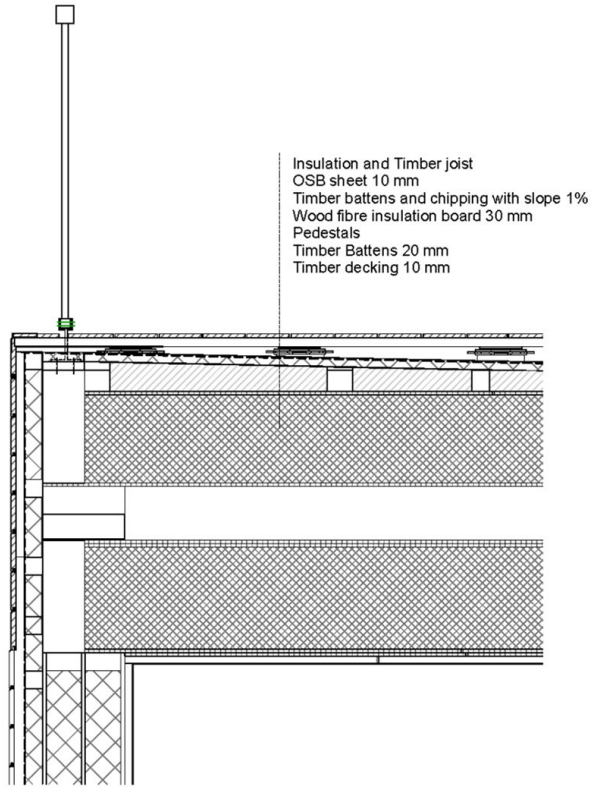 Insulation and Timber joist
OSB sheet 10 mm
Timber battens and chipping with slope 1%
Wood fibre insulation board 30 mm
Pedestals
Timber Battens 20 mm
Timber decking 10 mm